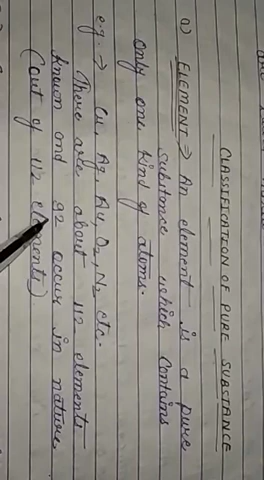 CLASSIFICATION OF PURE SUBSTANCE
a) ELEMENT ⇒ An element is a pure
substance which contains
only one kind of atoms.
e.g. → Cu, Ag, Au, O2, N2 etc.
There are about 112 elements
known and 92 occur in nature.
(out of 112 elements)